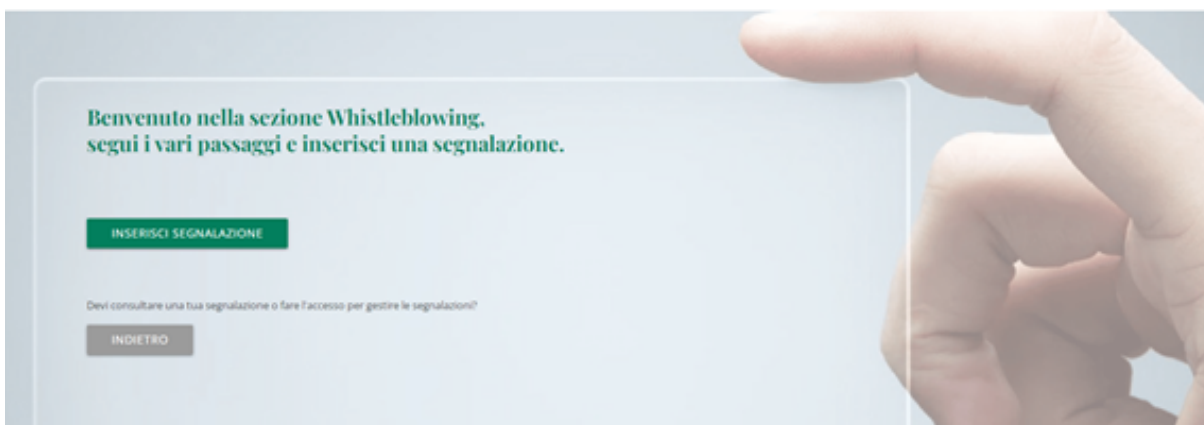 Benvenuto nella sezione Whistleblowing,
segui i vari passaggi e inserisci una segnalazione.
INSERISCI SEGNALAZIONE
Devi consultare una tua segnalazione o fare l'accesso per gestire le segnalazioni?
INDIETRO